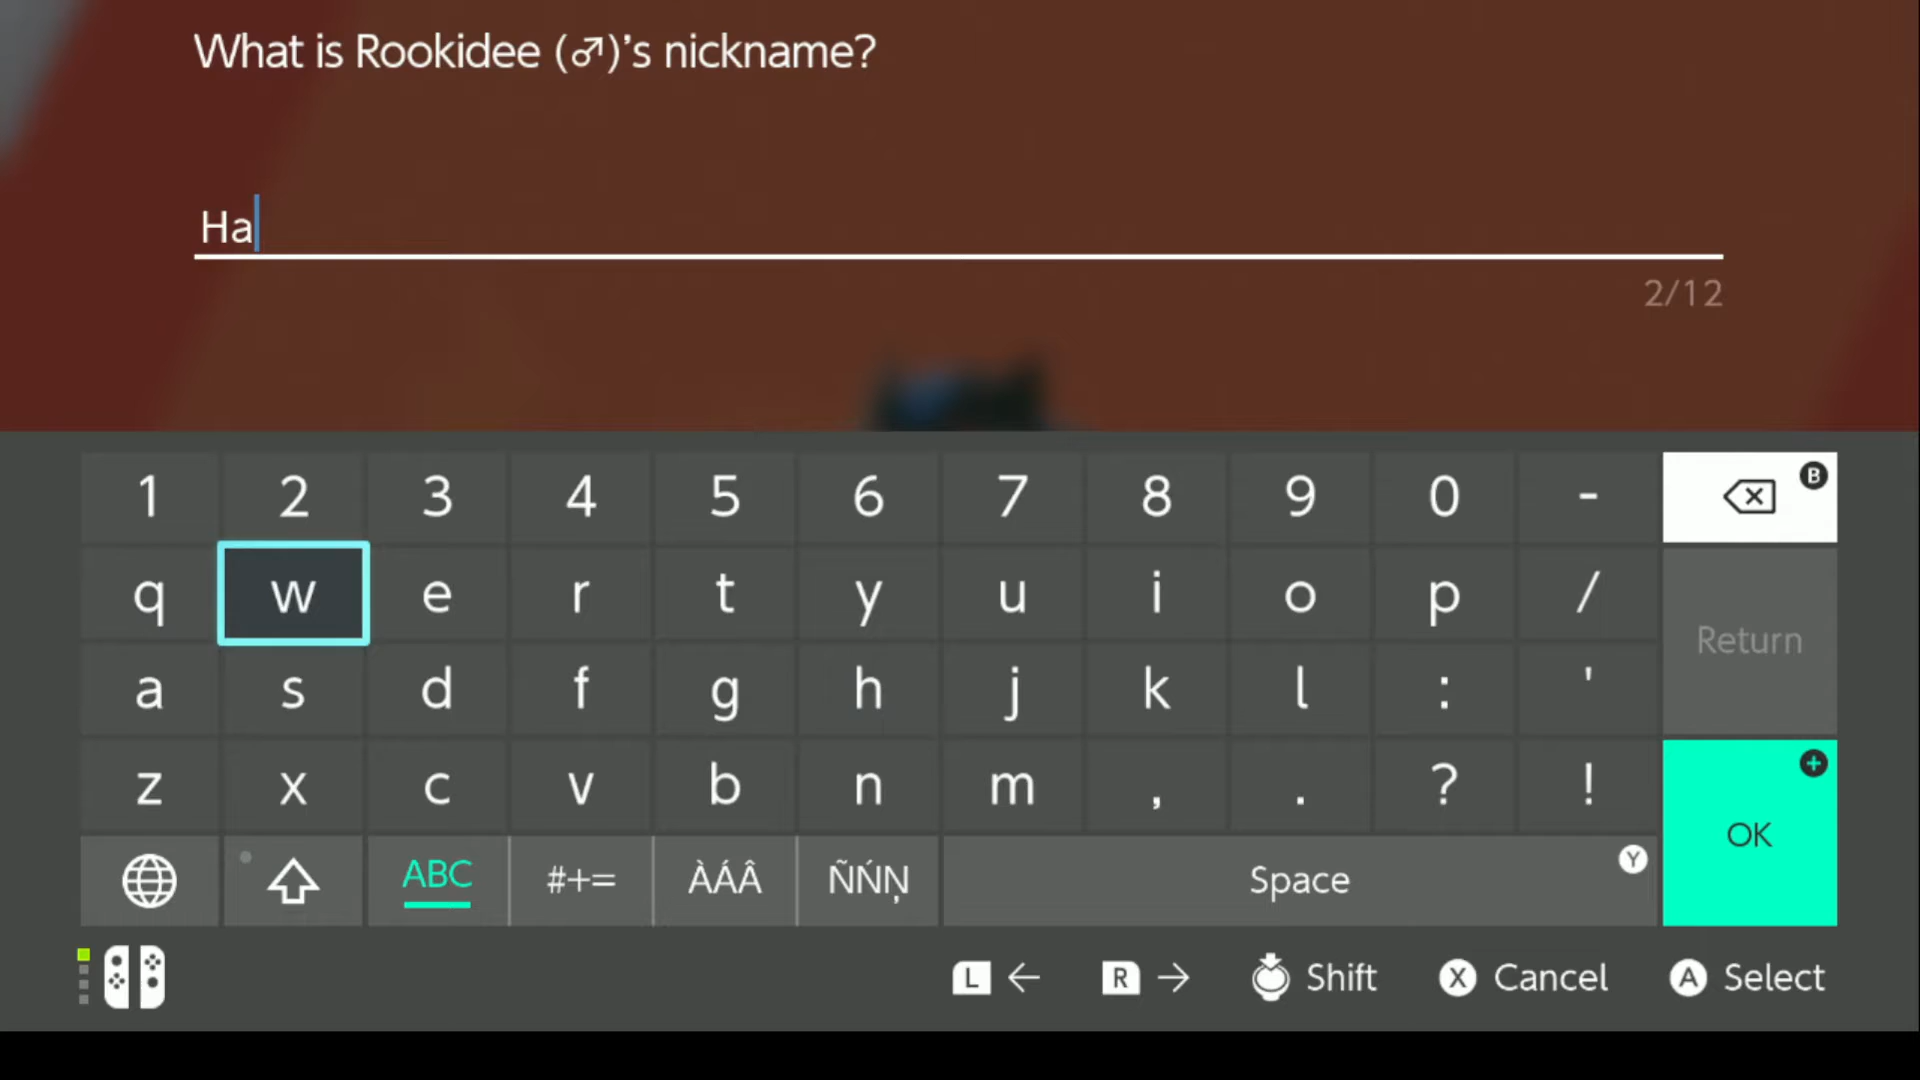 What is Rookidee (♂)'s nickname?
Ha
2/12
1 2 3 4 5 6 7 8 9 0 - B
q w e r t y u i o p /
Return
a s d f g h j k l : '
z x c v b n m , . ? ! +
OK
ABC #+= ÀÁÂ ÑŃŅ Space Y
L ← R → Shift X Cancel A Select